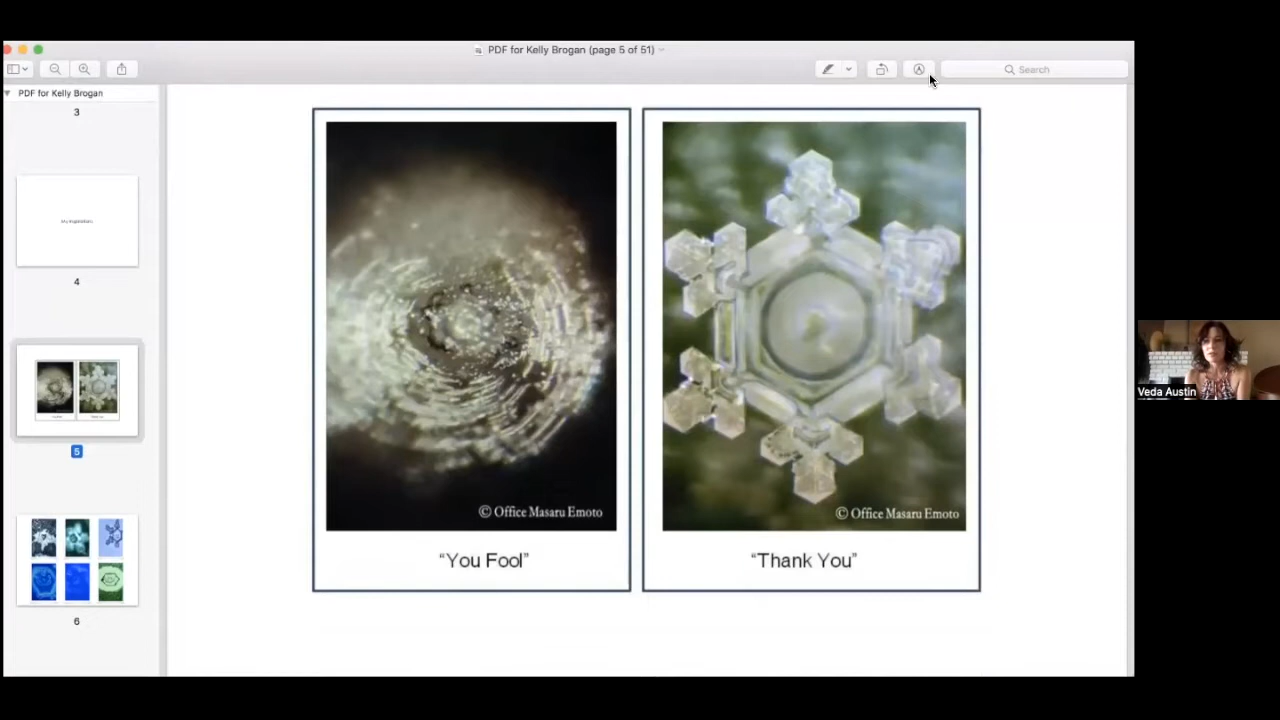 PDF for Kelly Brogan (page 5 of 51)
Search
PDF for Kelly Brogan
3
4
5
6
© Office Masaru Emoto
"You Fool"
© Office Masaru Emoto
"Thank You"
Veda Austin